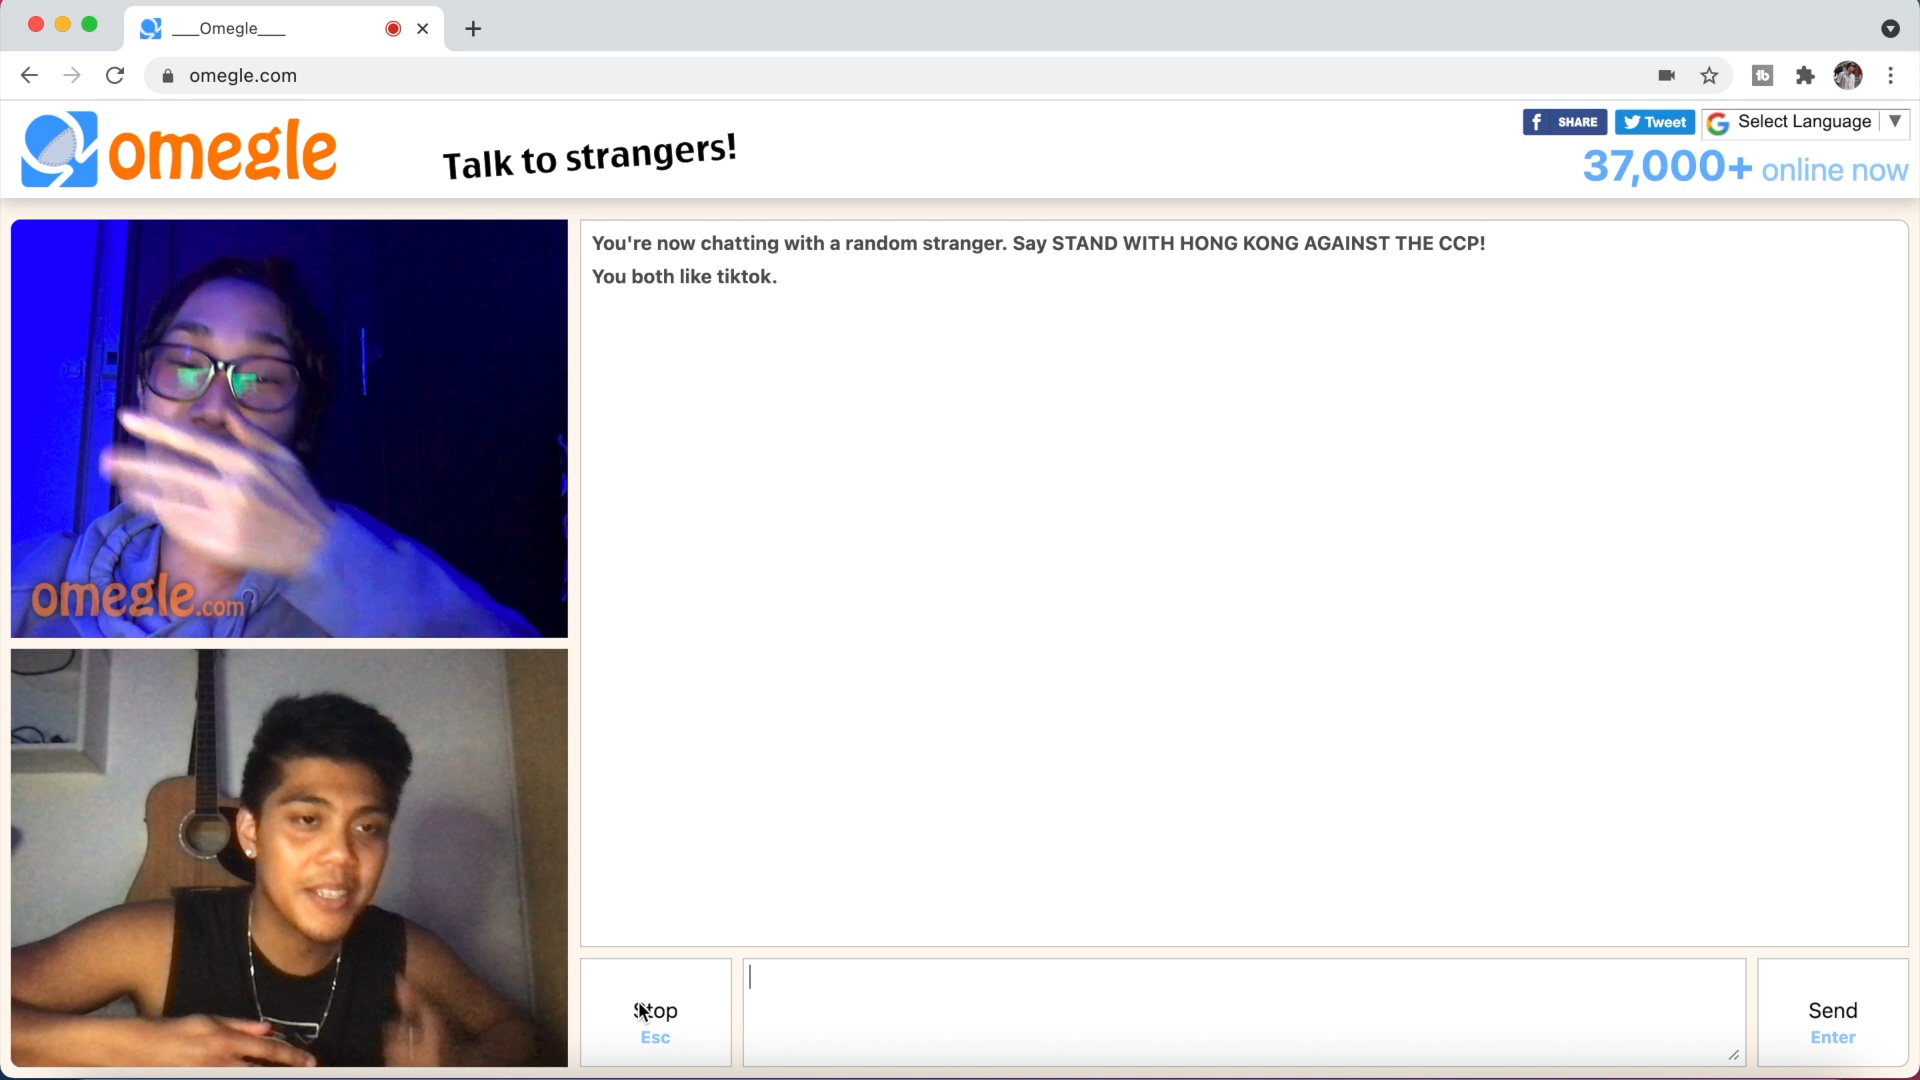 ___Omegle___
omegle.com
omegle
Talk to strangers!
SHARE
Tweet
Select Language
37,000+ online now
You're now chatting with a random stranger. Say STAND WITH HONG KONG AGAINST THE CCP!
You both like tiktok.
omegle.com
Stop
Esc
Send
Enter